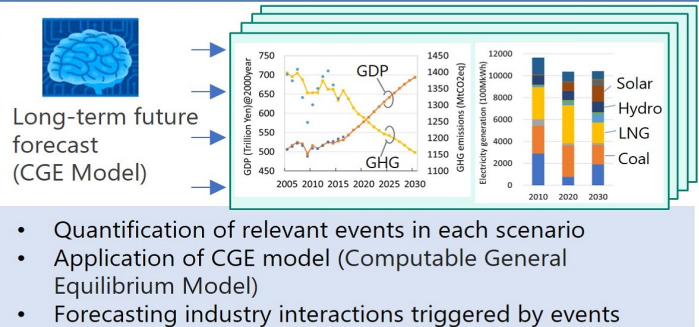 Long-term future
forecast
(CGE Model)
GDP (Trillion Yen)@2000year
750
700
650
600
550
500
450
GDP
GHG
1450
1400
1350
1300
1250
1200
1150
1100
GHG emissions (MtCO2eq)
2005 2010 2015 2020 2025 2030
Electricity generation (100MkWh)
12000
10000
8000
6000
4000
2000
0
Solar
Hydro
LNG
Coal
2010 2020 2030
• Quantification of relevant events in each scenario
• Application of CGE model (Computable General
Equilibrium Model)
• Forecasting industry interactions triggered by events